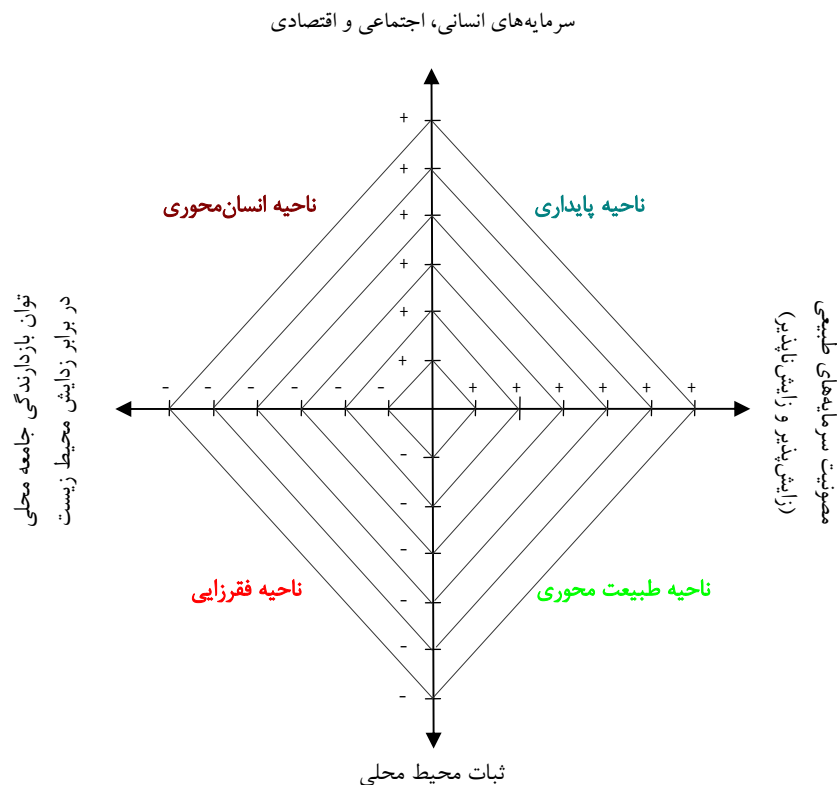 سرمایه‌های انسانی، اجتماعی و اقتصادی
+
+
ناحیه پایداری
ناحیه انسان‌محوری
+
+
+
+
مصونیت سرمایه‌های طبیعی
(زایش‌پذیر و زایش‌ناپذیر)
توان بازدارندگی جامعه محلی
در برابر زدایش محیط زیست
- - - - - - + + + + + +
-
-
-
ناحیه طبیعت محوری
ناحیه فقرزایی
-
-
-
ثبات محیط محلی